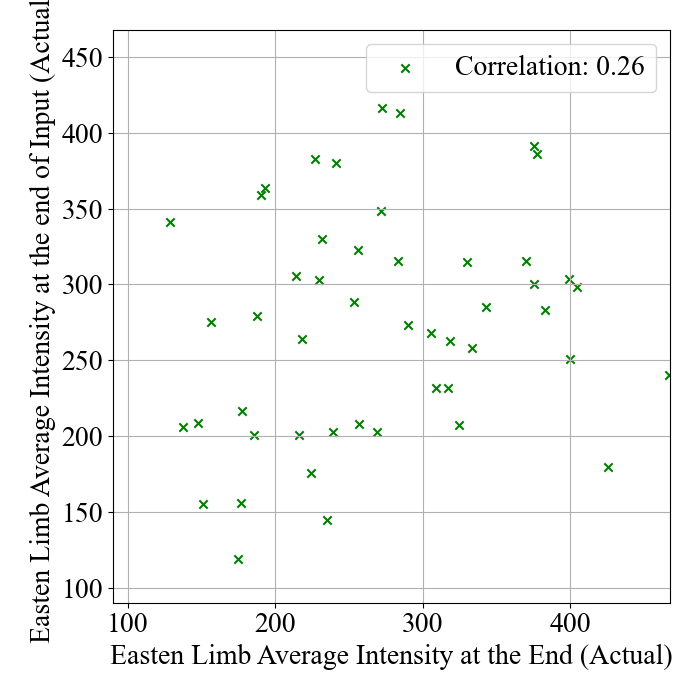 Easten Limb Average Intensity at the end of Input (Actual
450
400
350
300
250
200
150
100
Correlation: 0.26
100 200 300 400
Easten Limb Average Intensity at the End (Actual)